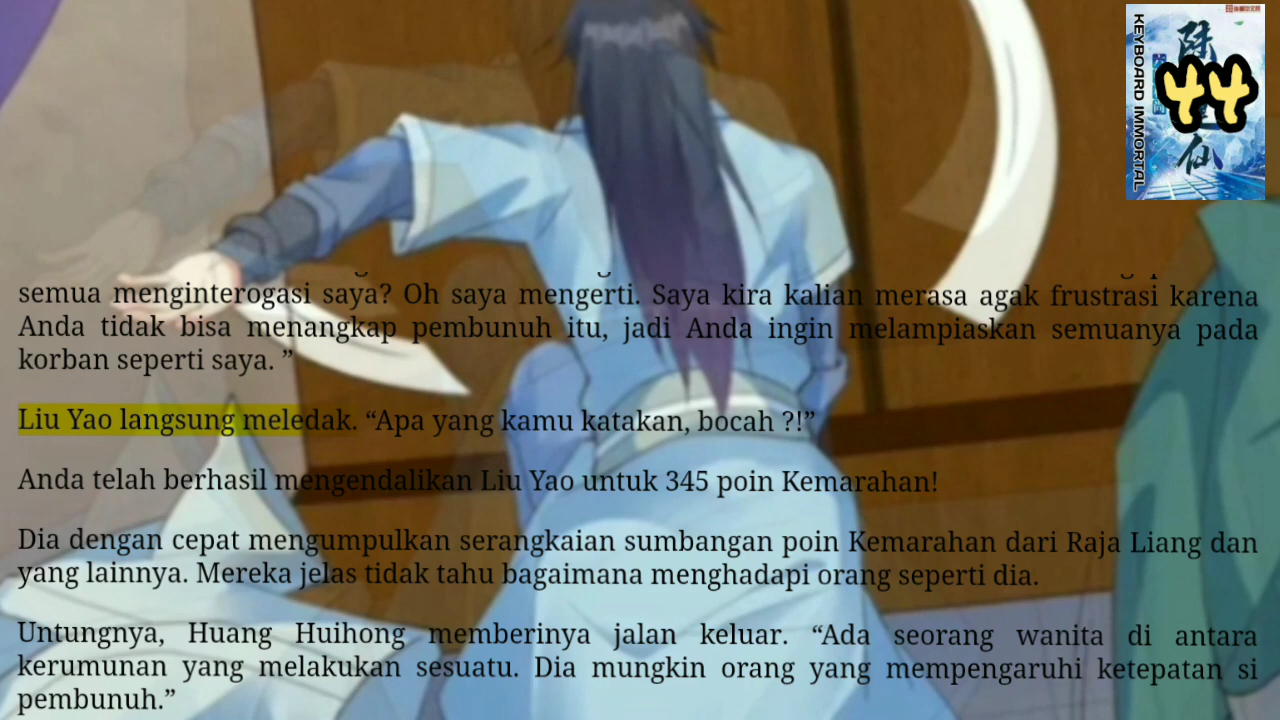 KEYBOARD IMMORTAL
44
semua menginterogasi saya? Oh saya mengerti. Saya kira kalian merasa agak frustrasi karena
Anda tidak bisa menangkap pembunuh itu, jadi Anda ingin melampiaskan semuanya pada
korban seperti saya. ”
Liu Yao langsung meledak. “Apa yang kamu katakan, bocah ?!”
Anda telah berhasil mengendalikan Liu Yao untuk 345 poin Kemarahan!
Dia dengan cepat mengumpulkan serangkaian sumbangan poin Kemarahan dari Raja Liang dan
yang lainnya. Mereka jelas tidak tahu bagaimana menghadapi orang seperti dia.
Untungnya, Huang Huihong memberinya jalan keluar. “Ada seorang wanita di antara
kerumunan yang melakukan sesuatu. Dia mungkin orang yang mempengaruhi ketepatan si
pembunuh.”